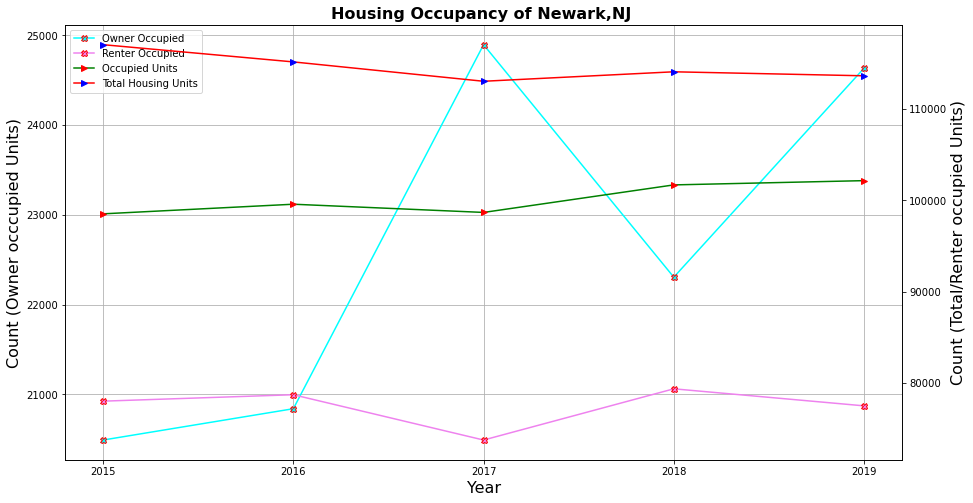 Housing Occupancy of Newark,NJ
Owner Occupied
Renter Occupied
Occupied Units
Total Housing Units
25000
24000
23000
22000
21000
Count (Owner occcupied Units)
110000
100000
90000
80000
Count (Total/Renter occupied Units)
2015 2016 2017 2018 2019
Year